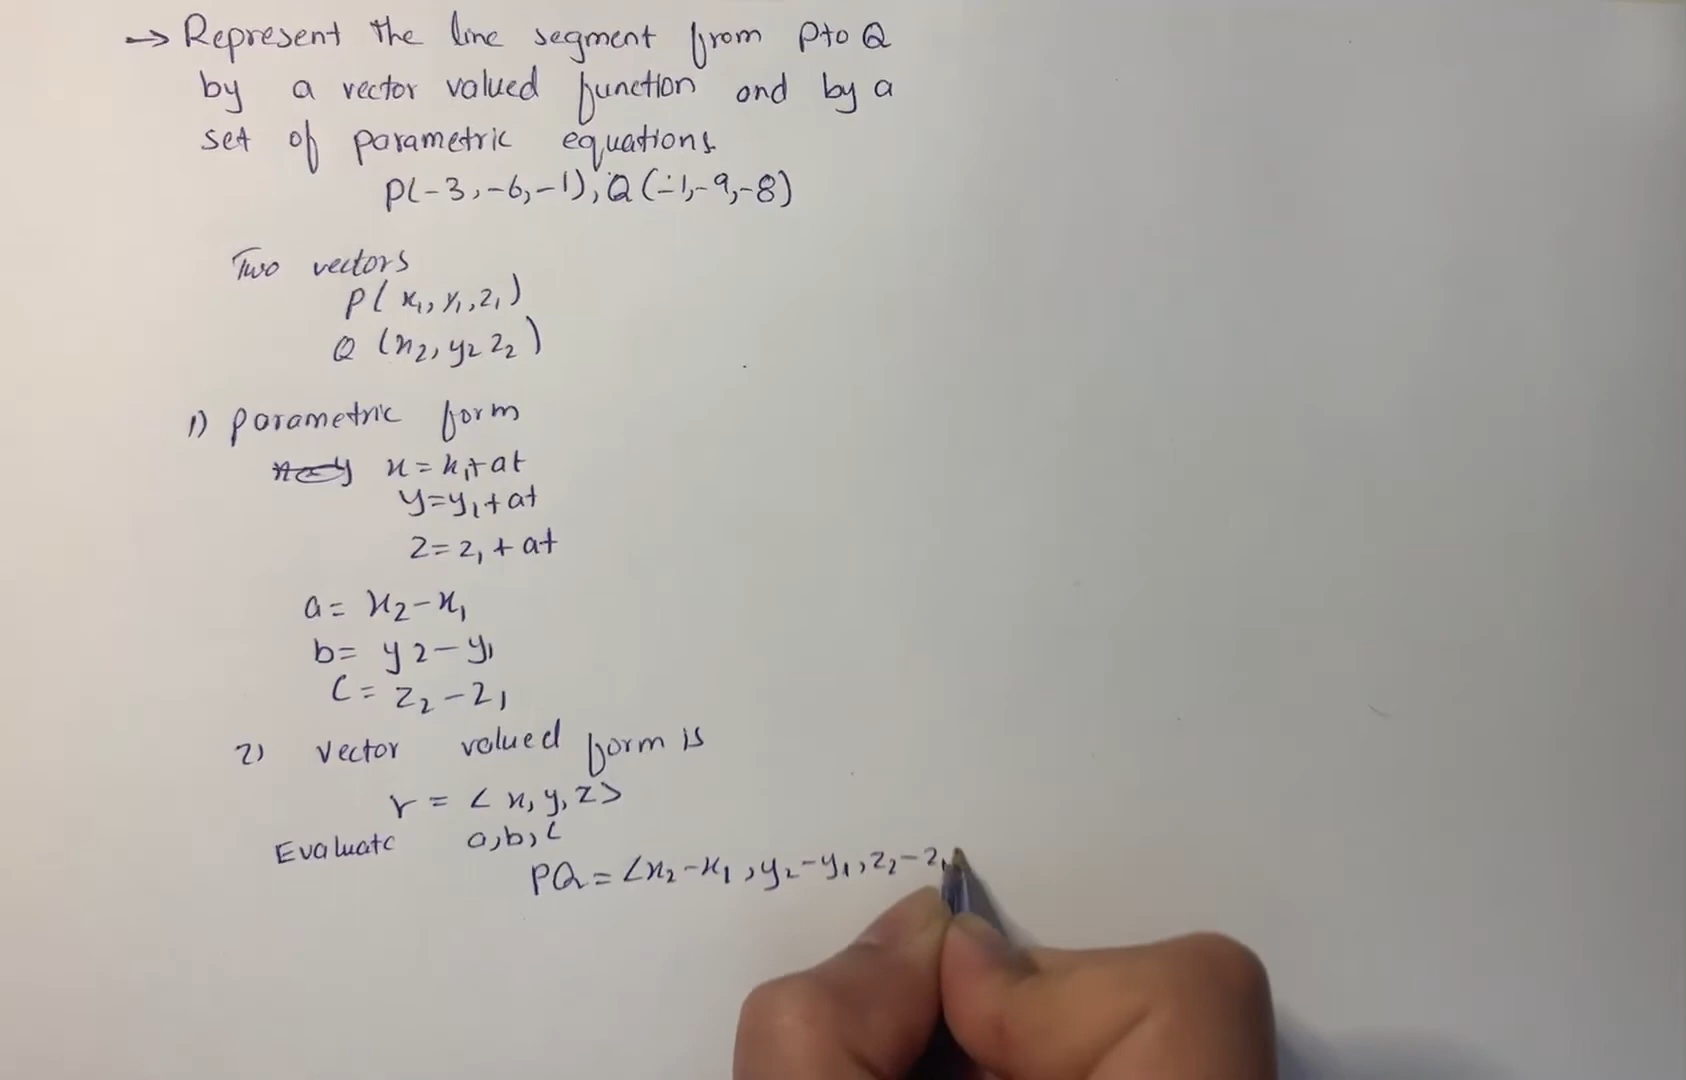 → Represent the line segment from P to Q
by a vector valued function and by a
set of parametric equations.
P(-3, -6, -1), Q(-1, -9, -8)
Two vectors
P(x₁, y₁, z₁)
Q(x₂, y₂ z₂)
1) parametric form
x = x₁ + at
y = y₁ + at
z = z₁ + at
a = x₂ - x₁
b = y₂ - y₁
c = z₂ - z₁
2) Vector valued form is
r = <x, y, z>
Evaluate a, b, c
PQ = <x₂ - x₁, y₂ - y₁, z₂ - z₁